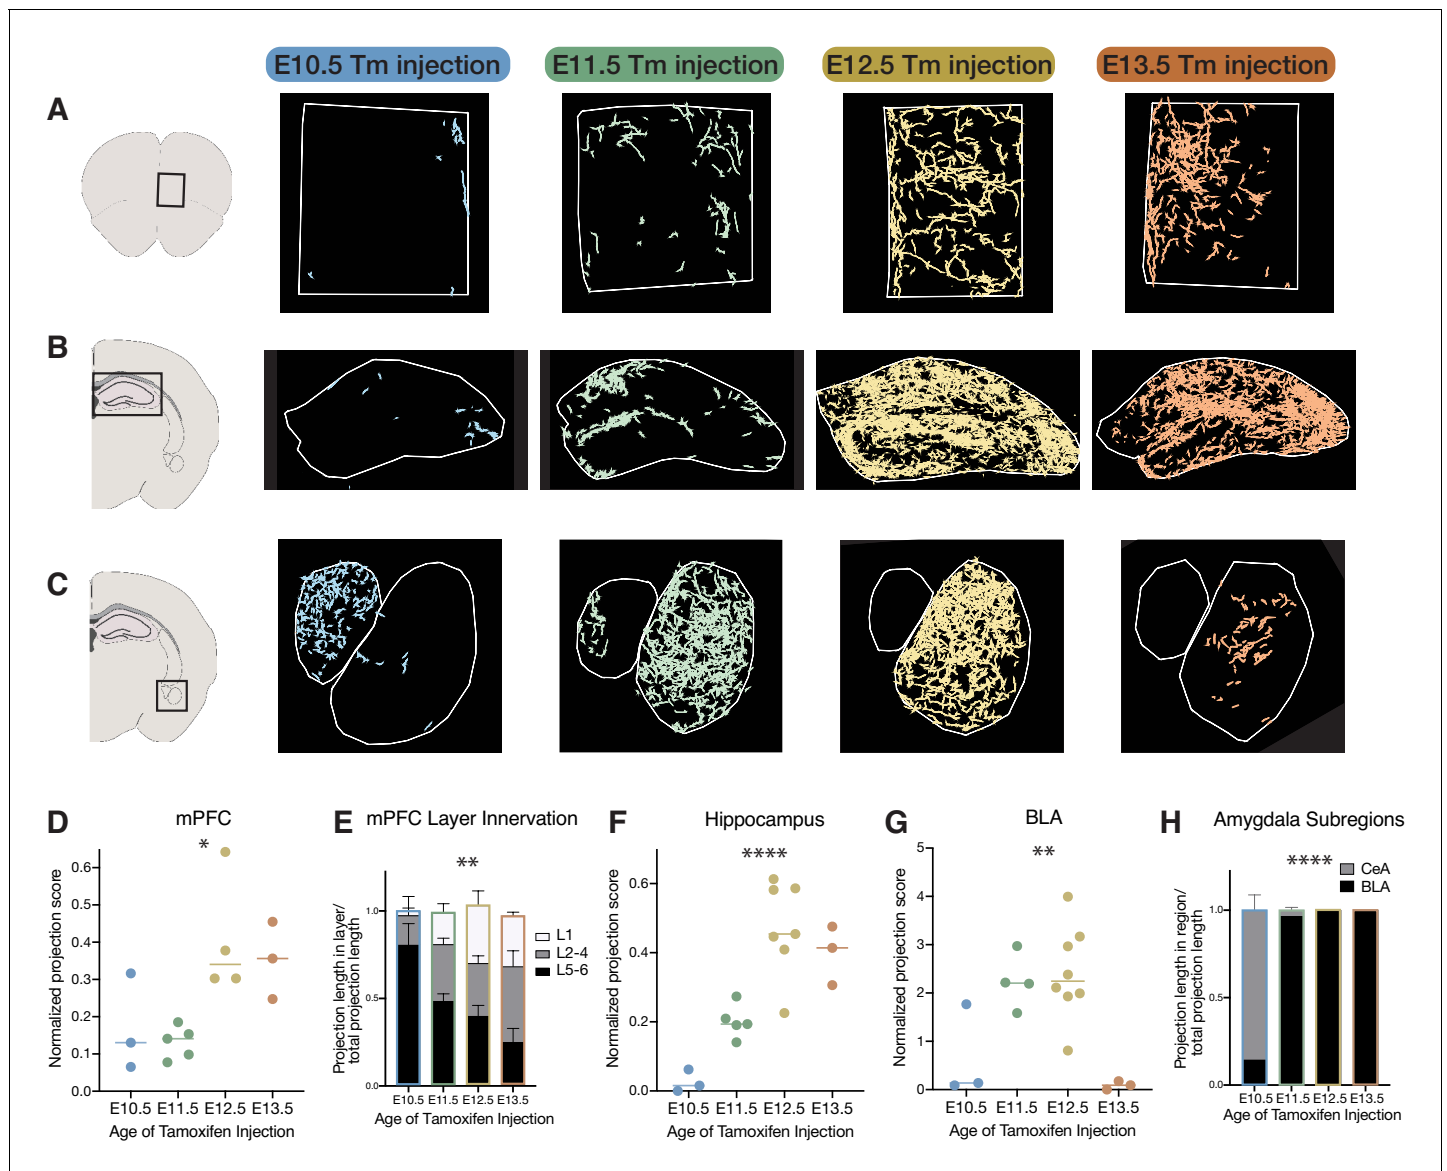 E10.5 Tm injection
E11.5 Tm injection
E12.5 Tm injection
E13.5 Tm injection
A
B
C
D
mPFC
*
Normalized projection score
0.6
0.5
0.4
0.3
0.2
0.1
0.0
E10.5
E11.5
E12.5
E13.5
Age of Tamoxifen Injection
E
mPFC Layer Innervation
**
Projection length in layer/
total projection length
1.0
0.5
0.0
L1
L2-4
L5-6
E10.5
E11.5
E12.5
E13.5
Age of Tamoxifen Injection
F
Hippocampus
****
Normalized projection score
0.6
0.4
0.2
0.0
E10.5
E11.5
E12.5
E13.5
Age of Tamoxifen Injection
G
BLA
**
Normalized projection score
5
4
3
2
1
0
E10.5
E11.5
E12.5
E13.5
Age of Tamoxifen Injection
H
Amygdala Subregions
****
CeA
BLA
Projection length in region/
total projection length
1.0
0.5
0.0
E10.5
E11.5
E12.5
E13.5
Age of Tamoxifen Injection